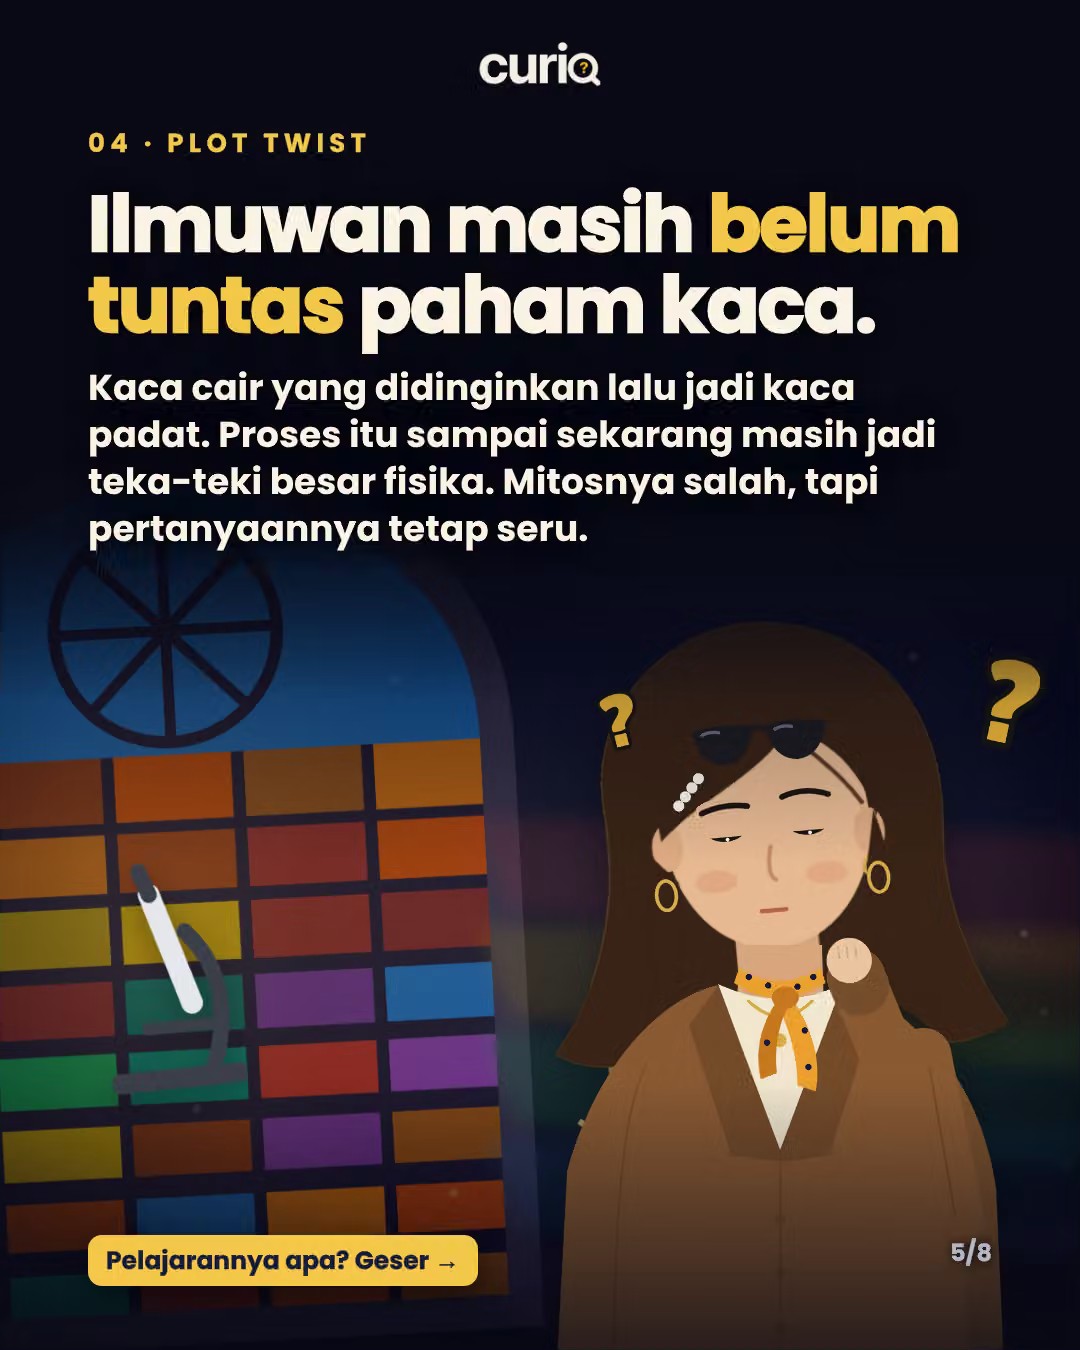 curio
04 · PLOT TWIST
Ilmuwan masih belum
tuntas paham kaca.
Kaca cair yang didinginkan lalu jadi kaca
padat. Proses itu sampai sekarang masih jadi
teka-teki besar fisika. Mitosnya salah, tapi
pertanyaannya tetap seru.
? ?
Pelajarannya apa? Geser →
5/8